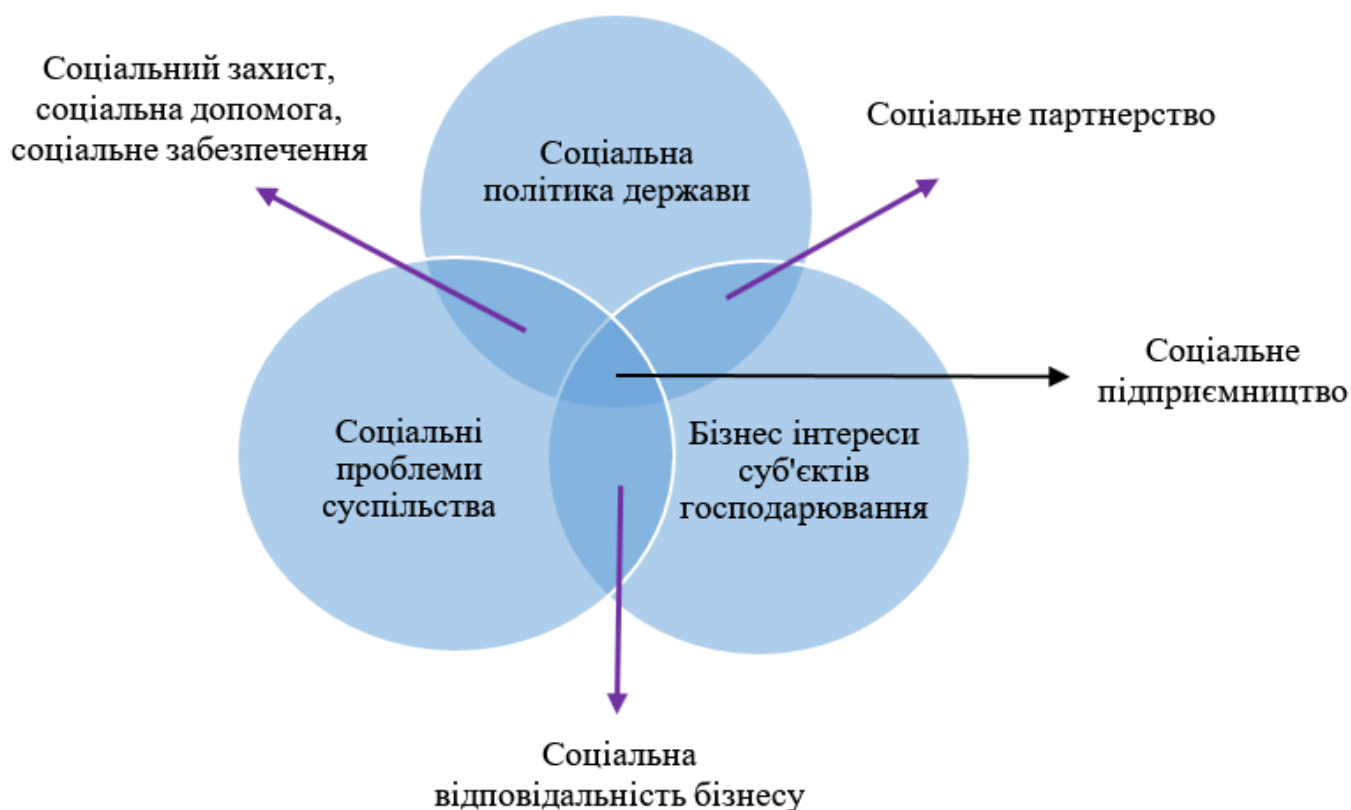 Соціальний захист,
соціальна допомога,
соціальне забезпечення
Соціальна
політика держави
Соціальне партнерство
Соціальне
підприємництво
Соціальні
проблеми
суспільства
Бізнес інтереси
суб'єктів
господарювання
Соціальна
відповідальність бізнесу